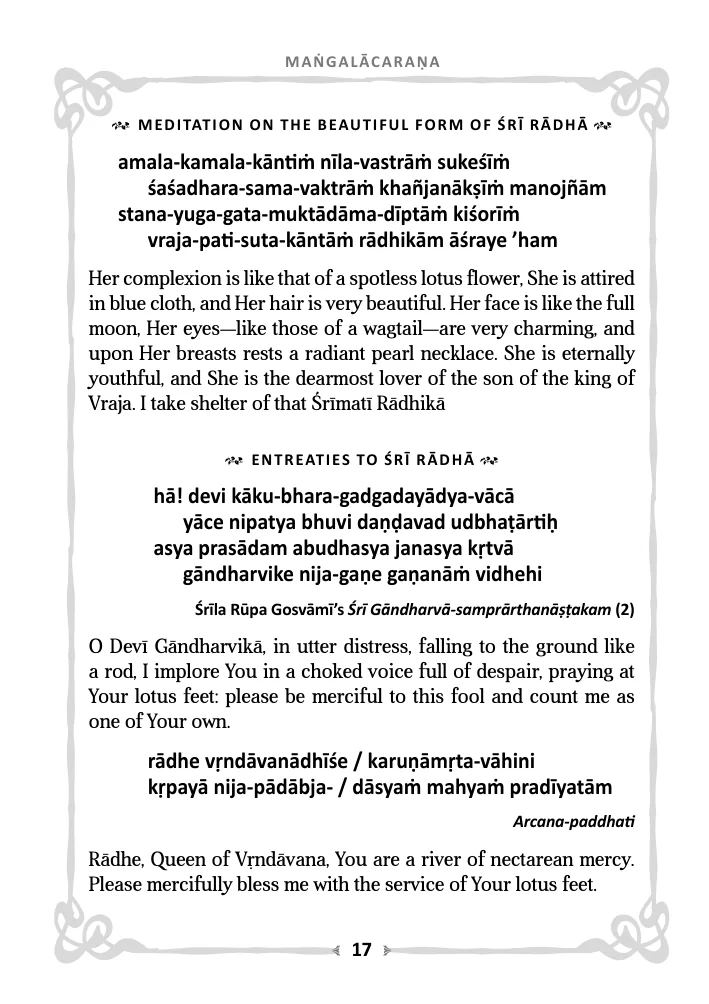 MAṄGALĀCARAṆA
MEDITATION ON THE BEAUTIFUL FORM OF ŚRĪ RĀDHĀ
amala-kamala-kāntiṁ nīla-vastrāṁ sukeśīṁ
śaśadhara-sama-vaktrāṁ khañjanākṣīṁ manojñām
stana-yuga-gata-muktādāma-dīptāṁ kiśorīṁ
vraja-pati-suta-kāntāṁ rādhikām āśraye ’ham
Her complexion is like that of a spotless lotus flower, She is attired
in blue cloth, and Her hair is very beautiful. Her face is like the full
moon, Her eyes—like those of a wagtail—are very charming, and
upon Her breasts rests a radiant pearl necklace. She is eternally
youthful, and She is the dearmost lover of the son of the king of
Vraja. I take shelter of that Śrīmatī Rādhikā
ENTREATIES TO ŚRĪ RĀDHĀ
hā! devi kāku-bhara-gadgadayādya-vācā
yāce nipatya bhuvi daṇḍavad udbhaṭārtiḥ
asya prasādam abudhasya janasya kṛtvā
gāndharvike nija-gaṇe gaṇanāṁ vidhehi
Śrīla Rūpa Gosvāmī’s Śrī Gāndharvā-samprārthanāṣṭakam (2)
O Devī Gāndharvikā, in utter distress, falling to the ground like
a rod, I implore You in a choked voice full of despair, praying at
Your lotus feet: please be merciful to this fool and count me as
one of Your own.
rādhe vṛndāvanādhīśe / karuṇāmṛta-vāhini
kṛpayā nija-pādābja- / dāsyaṁ mahyaṁ pradīyatām
Arcana-paddhati
Rādhe, Queen of Vṛndāvana, You are a river of nectarean mercy.
Please mercifully bless me with the service of Your lotus feet.
17